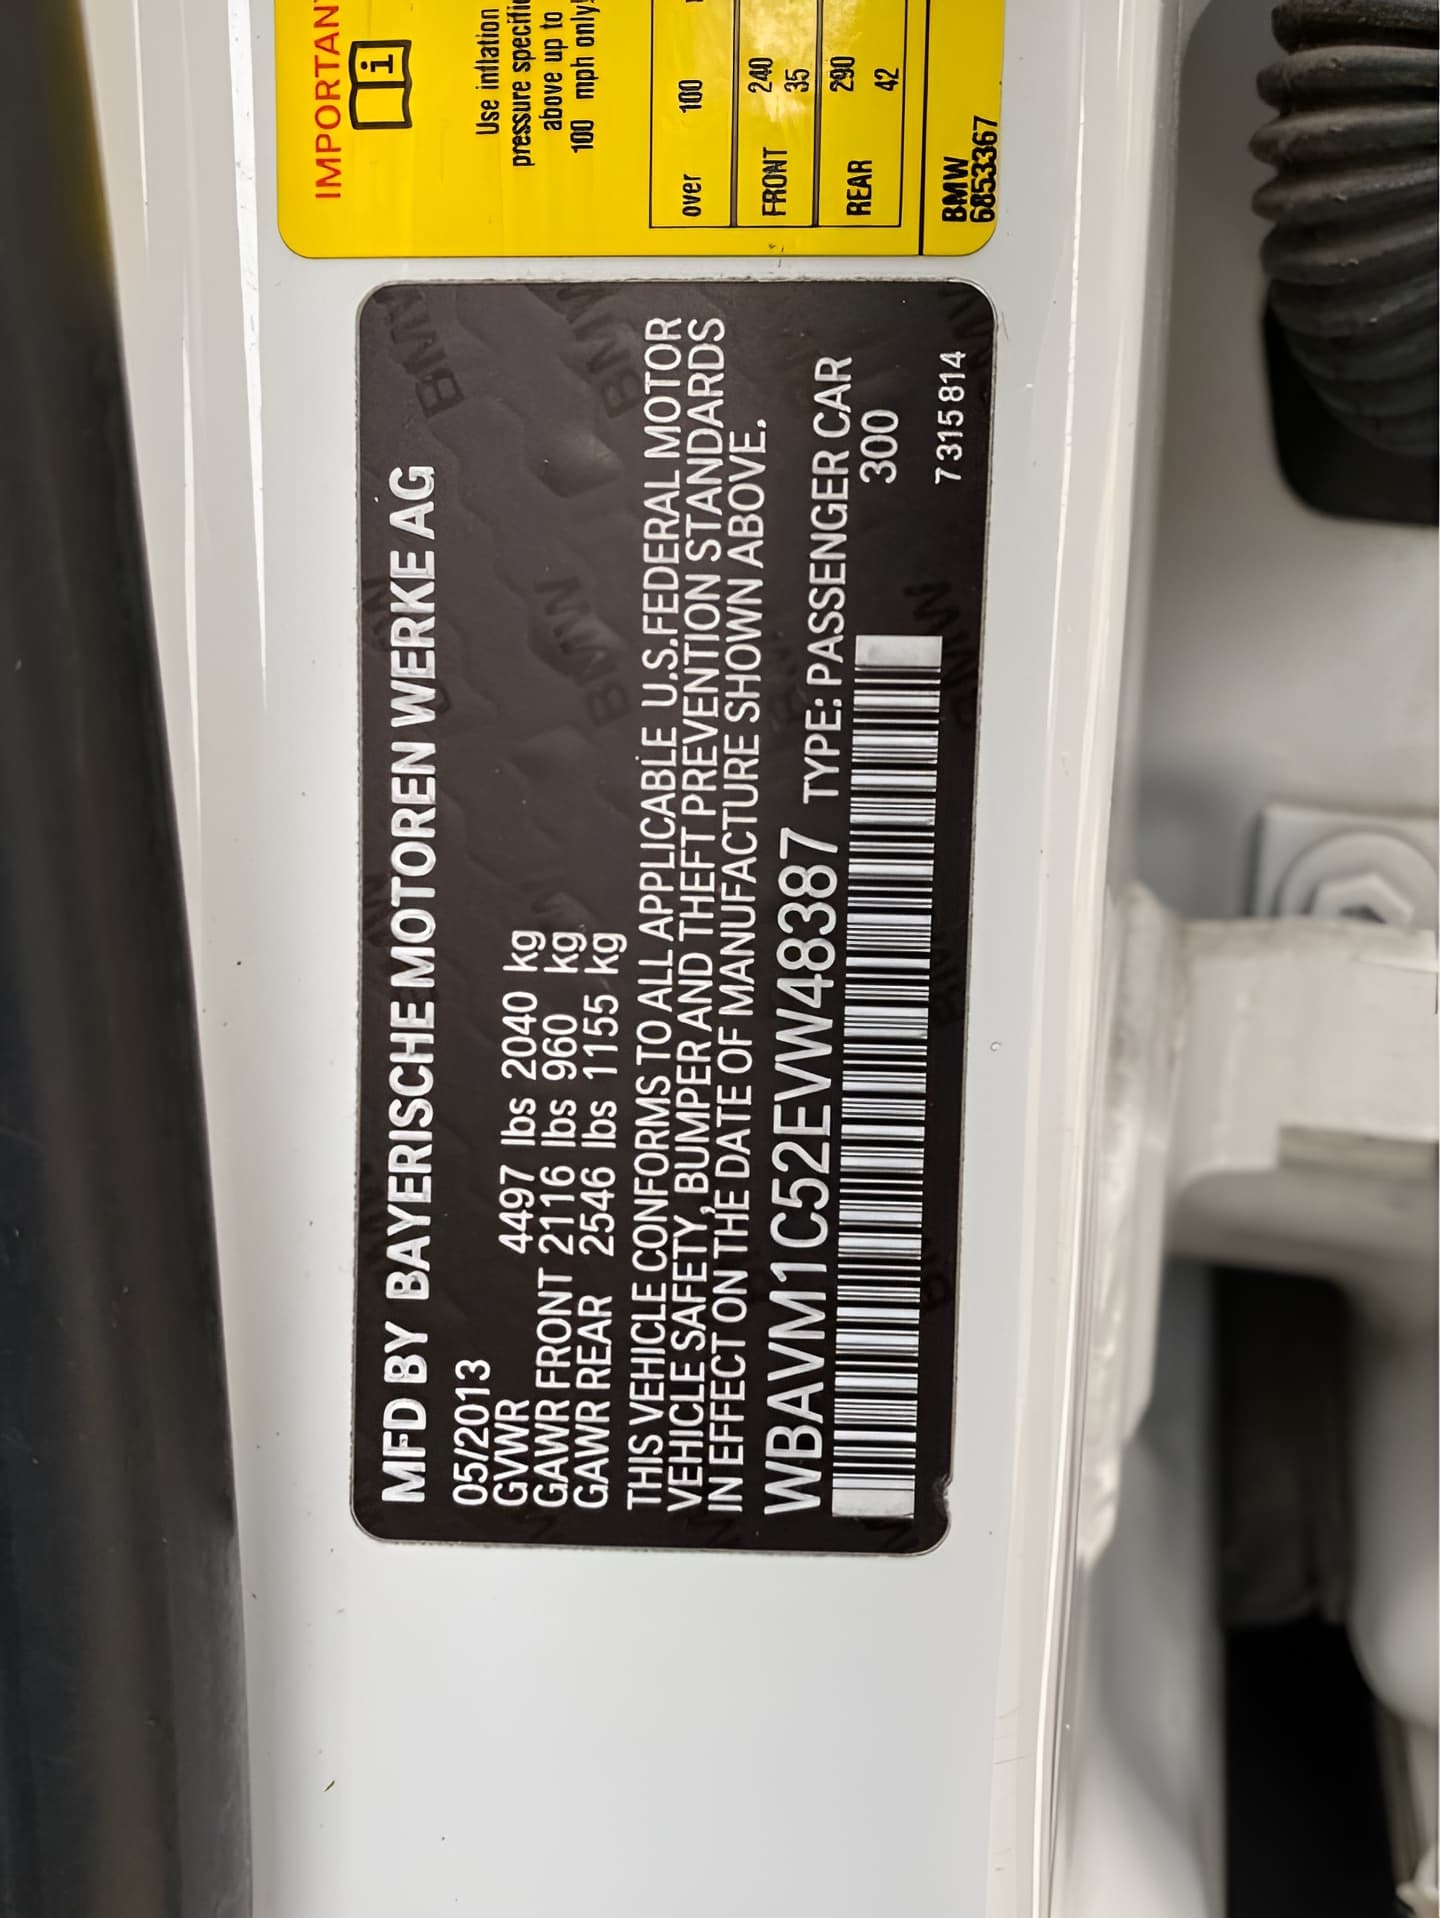 MFD BY BAYERISCHE MOTOREN WERKE AG
05/2013
GVWR 4497 lbs 2040 kg
GAWR FRONT 2116 lbs 960 kg
GAWR REAR 2546 lbs 1155 kg
THIS VEHICLE CONFORMS TO ALL APPLICABLE U.S.FEDERAL MOTOR
VEHICLE SAFETY, BUMPER AND THEFT PREVENTION STANDARDS
IN EFFECT ON THE DATE OF MANUFACTURE SHOWN ABOVE.
WBAVM1C52EVW48387 TYPE: PASSENGER CAR
300
7315814
Use inflation
pressure
above up to
100 mph only!
over 100
FRONT 240
35
REAR 290
42
BMW
6853367